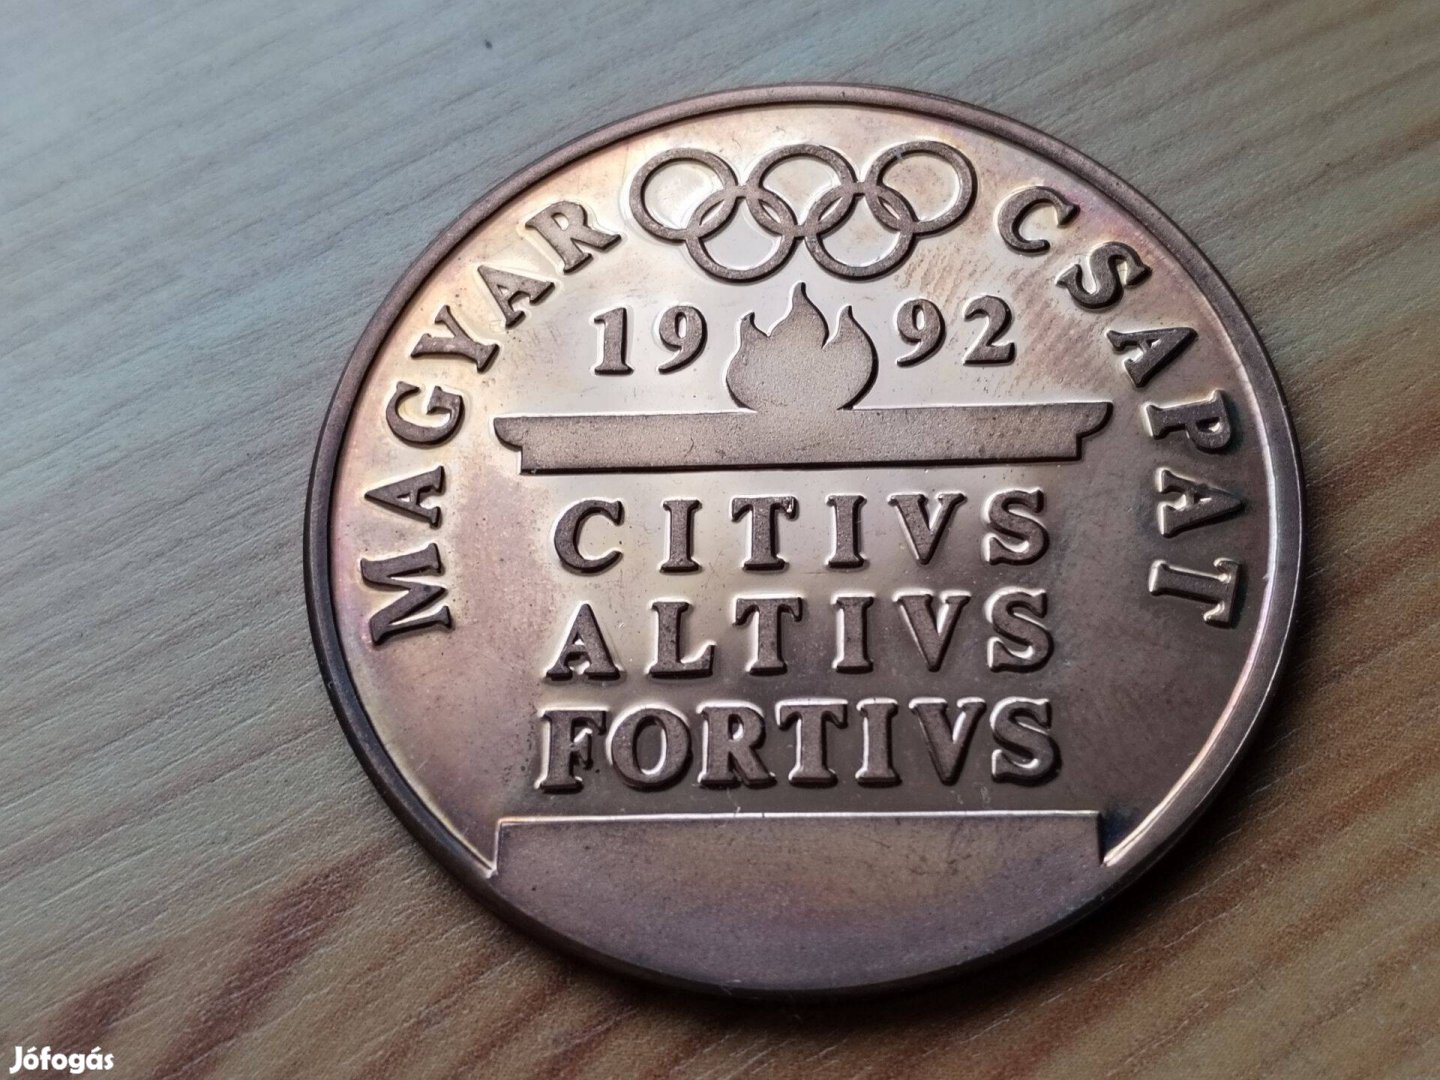 MAGYAR CSAPAT
1992
CITIVS
ALTIVS
FORTIVS
Jófogás